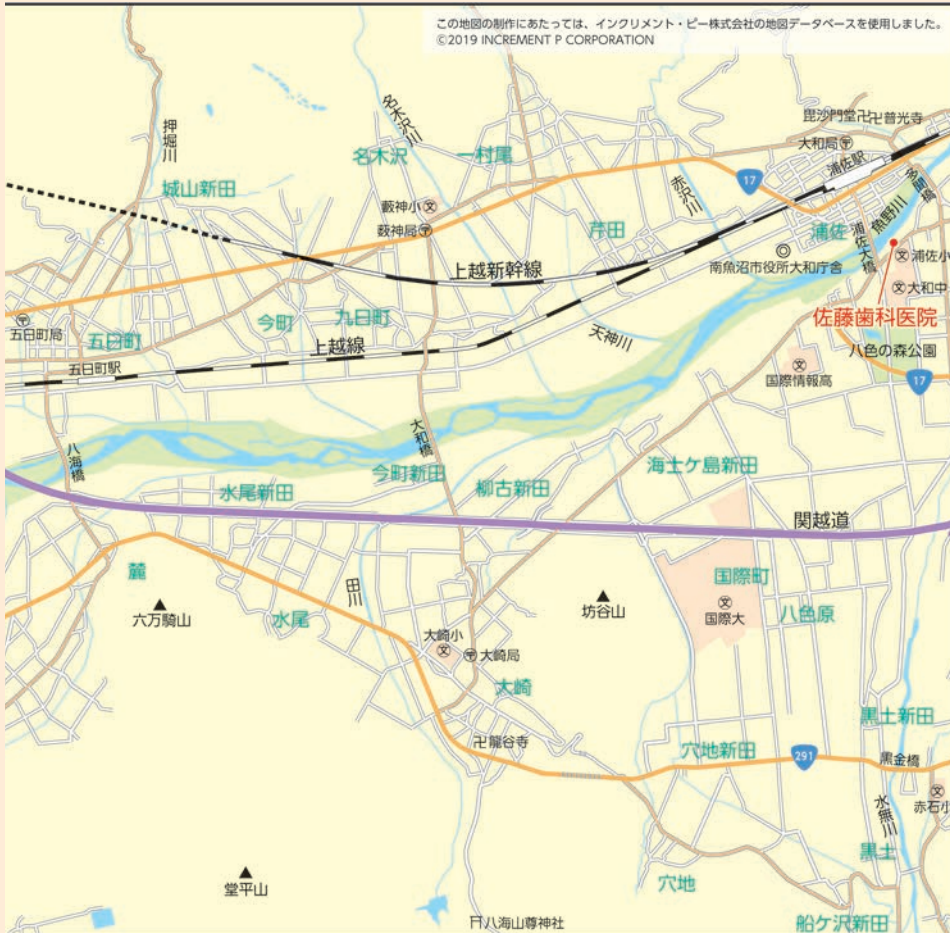 この地図の制作にあたっては、インクリメント・ピー株式会社の地図データベースを使用しました。
©2019 INCREMENT P CORPORATION
押堀川
名木沢川
毘沙門堂卍
卍普光寺
大和局
名木沢
一村尾
浦佐駅
17
赤沢川
多聞橋
城山新田
藪神小
文
魚野川
藪神局
芹田
浦佐
浦佐大橋
文
浦佐小
上越新幹線
南魚沼市役所大和庁舎
文
大和中
佐藤歯科医院
五日町局
五日町
今町
九日町
上越線
天神川
八色の森公園
五日町駅
文
国際情報高
17
八海橋
大和橋
今町新田
海士ケ島新田
水尾新田
柳古新田
関越道
麓
田川
国際町
六万騎山
坊谷山
文
国際大
八色原
水尾
大崎小
文
大崎局
大崎
黒土新田
卍龍谷寺
穴地新田
291
黒金橋
文
赤石小
水無川
黒土
堂平山
穴地
八海山尊神社
船ケ沢新田